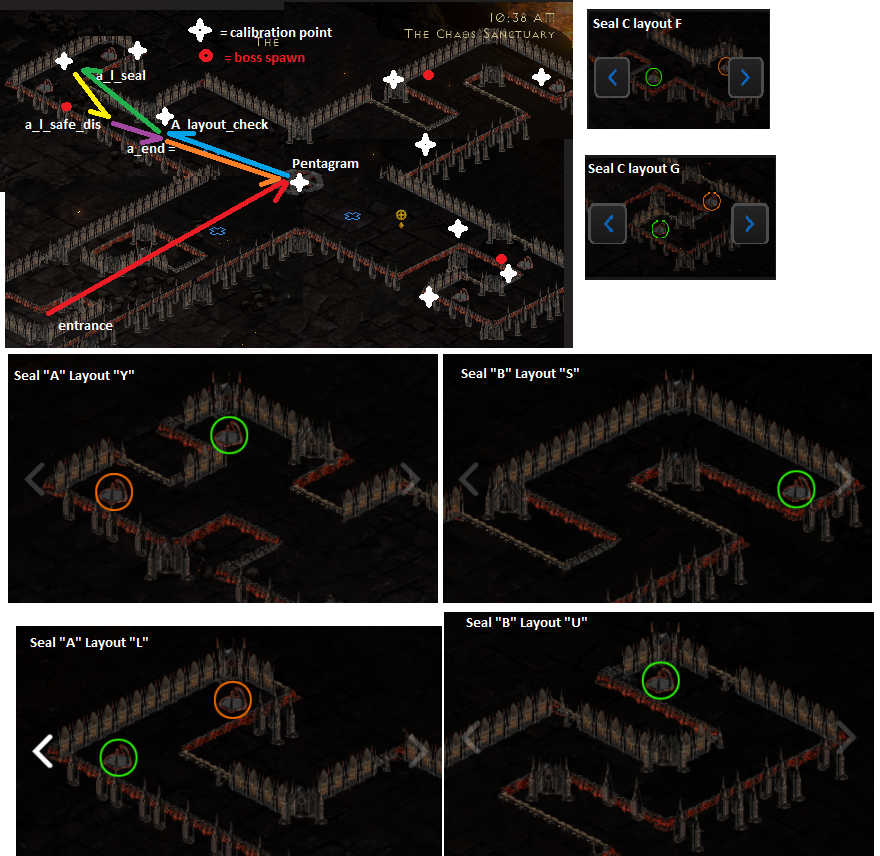 10:38 AM
The Chaos Sanctuary
= calibration point
The
= boss spawn
a_l_seal
a_l_safe_dis
A_layout_check
a_end =
Pentagram
entrance
Seal C layout F
Seal C layout G
Seal "A" Layout "Y"
Seal "B" Layout "S"
Seal "A" Layout "L"
Seal "B" Layout "U"